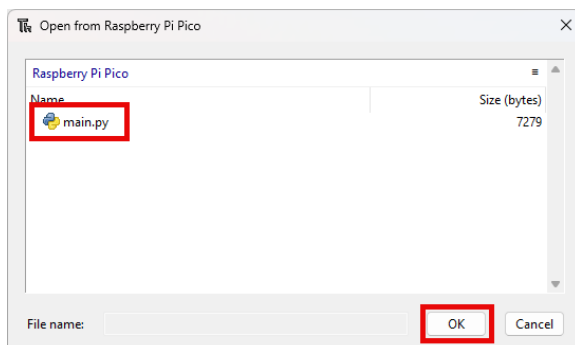 Open from Raspberry Pi Pico
Raspberry Pi Pico
Name Size (bytes)
main.py 7279
File name: OK Cancel